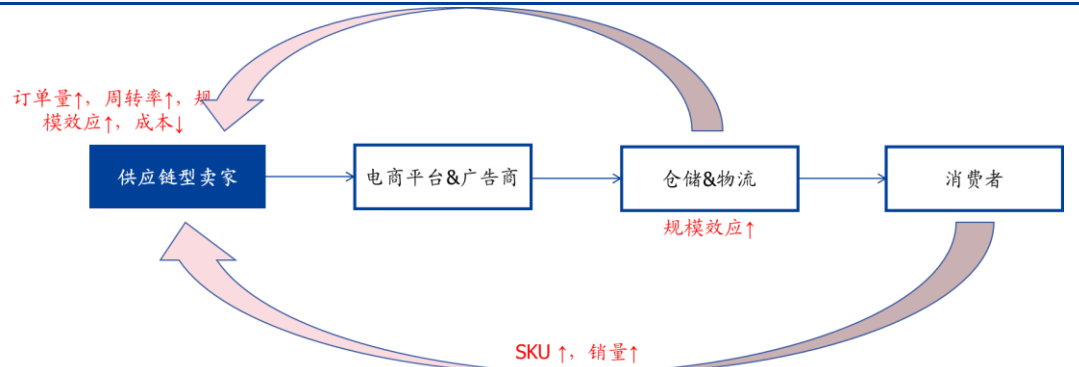 订单量↑，周转率↑，规
模效应↑，成本↓
供应链型卖家
电商平台&广告商
仓储&物流
消费者
规模效应↑
SKU ↑，销量↑